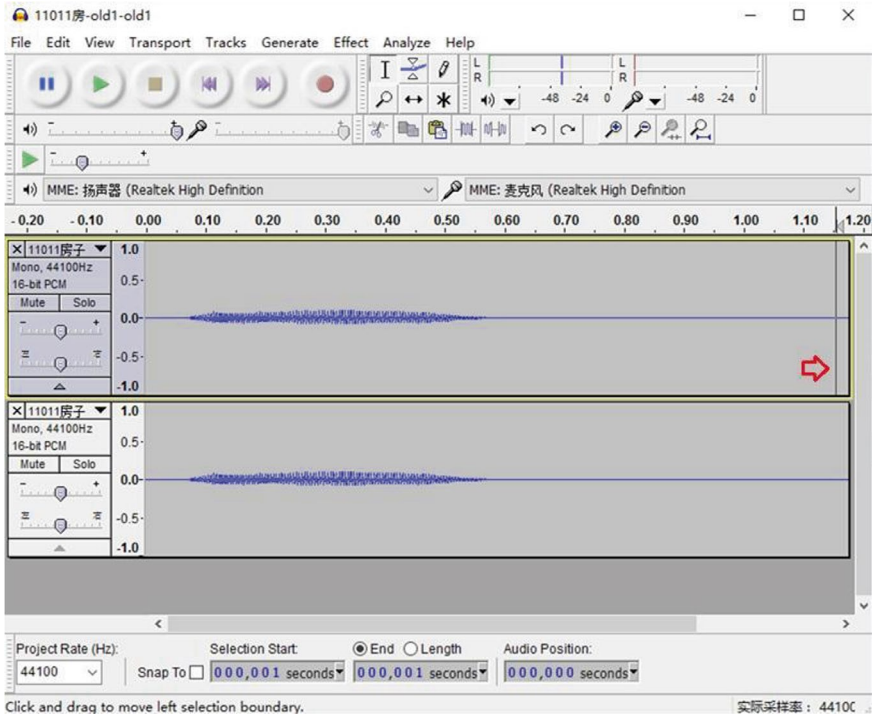 11011房-old1-old1
File Edit View Transport Tracks Generate Effect Analyze Help
L L
R R
-48 -24 0 -48 -24 0
- +
MME: 扬声器 (Realtek High Definition MME: 麦克风 (Realtek High Definition
-0.20 -0.10 0.00 0.10 0.20 0.30 0.40 0.50 0.60 0.70 0.80 0.90 1.00 1.10 1.20
11011房子 1.0
Mono, 44100Hz
16-bit PCM 0.5-
Mute Solo
- + 0.0-
左 右 -0.5-
-1.0
11011房子 1.0
Mono, 44100Hz
16-bit PCM 0.5-
Mute Solo
- + 0.0-
左 右 -0.5-
-1.0
Project Rate (Hz): Selection Start: End Length Audio Position:
44100 Snap To 000,001 seconds 000,001 seconds 000,000 seconds
Click and drag to move left selection boundary. 实际采样率: 44100